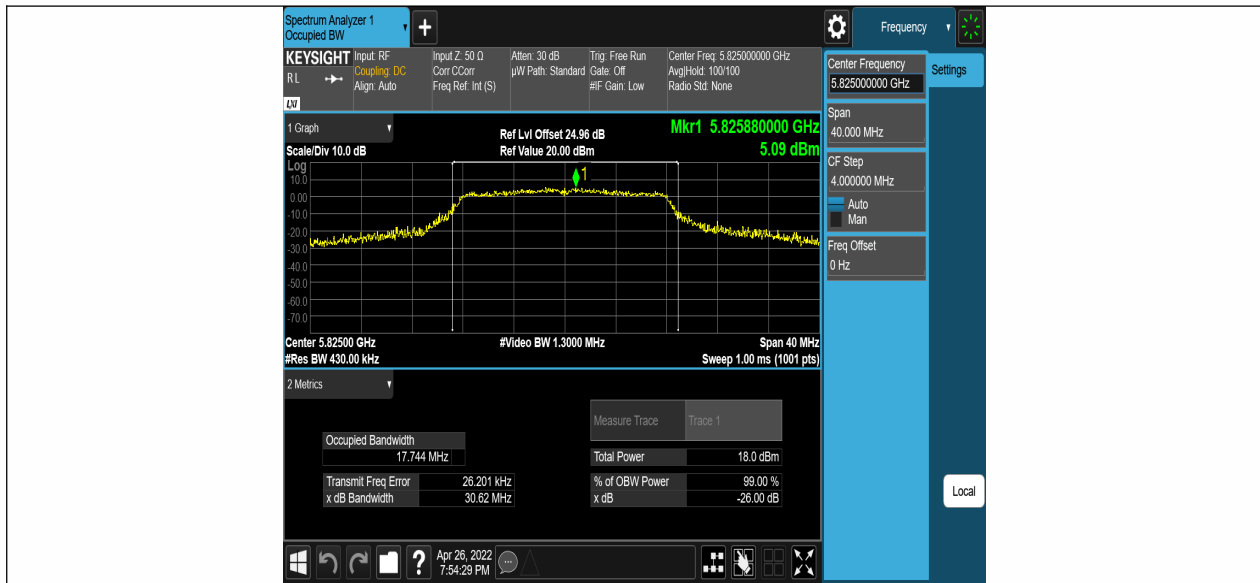 Spectrum Analyzer 1
Occupied BW
+
Frequency
KEYSIGHT
RL
LXI
Input: RF
Coupling: DC
Align: Auto
Input Z: 50 Ω
Corr CCorr
Freq Ref: Int (S)
Atten: 30 dB
µW Path: Standard
Trig: Free Run
Gate: Off
#IF Gain: Low
Center Freq: 5.825000000 GHz
Avg|Hold: 100/100
Radio Std: None
Center Frequency
5.825000000 GHz
Settings
Span
40.000 MHz
CF Step
4.000000 MHz
Auto
Man
Freq Offset
0 Hz
Local
1 Graph
Scale/Div 10.0 dB
Ref Lvl Offset 24.96 dB
Ref Value 20.00 dBm
Mkr1 5.825880000 GHz
5.09 dBm
Log
1
10.0
0.00
-10.0
-20.0
-30.0
-40.0
-50.0
-60.0
-70.0
Center 5.82500 GHz
#Video BW 1.3000 MHz
Span 40 MHz
#Res BW 430.00 kHz
Sweep 1.00 ms (1001 pts)
2 Metrics
Measure Trace Trace 1
Occupied Bandwidth
17.744 MHz
Total Power 18.0 dBm
Transmit Freq Error 26.201 kHz
% of OBW Power 99.00 %
x dB Bandwidth 30.62 MHz
x dB -26.00 dB
?
Apr 26, 2022
7:54:29 PM